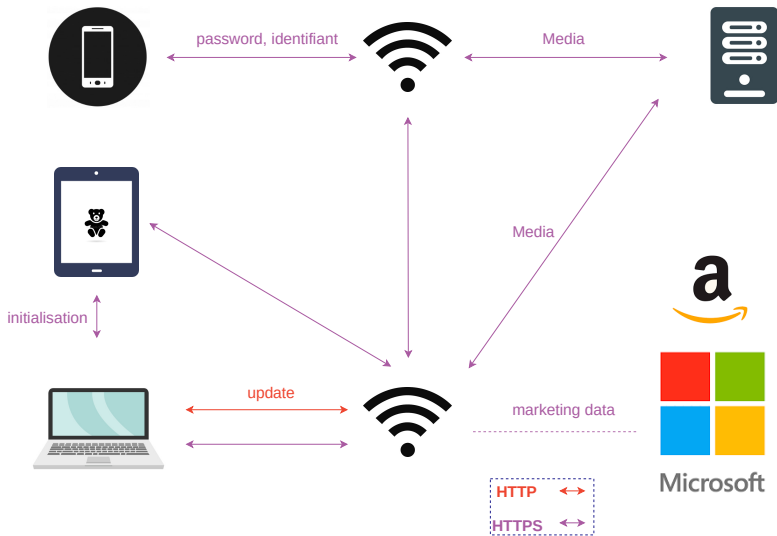 password, identifiant
Media
Media
initialisation
update
marketing data
Microsoft
HTTP
HTTPS